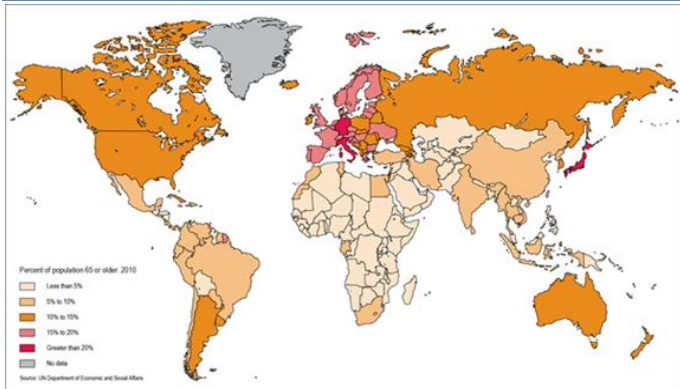 Percent of population 65 or older 2010
Less than 5%
5% to 10%
10% to 15%
15% to 20%
Greater than 20%
No data
Source: UN Department of Economic and Social Affairs